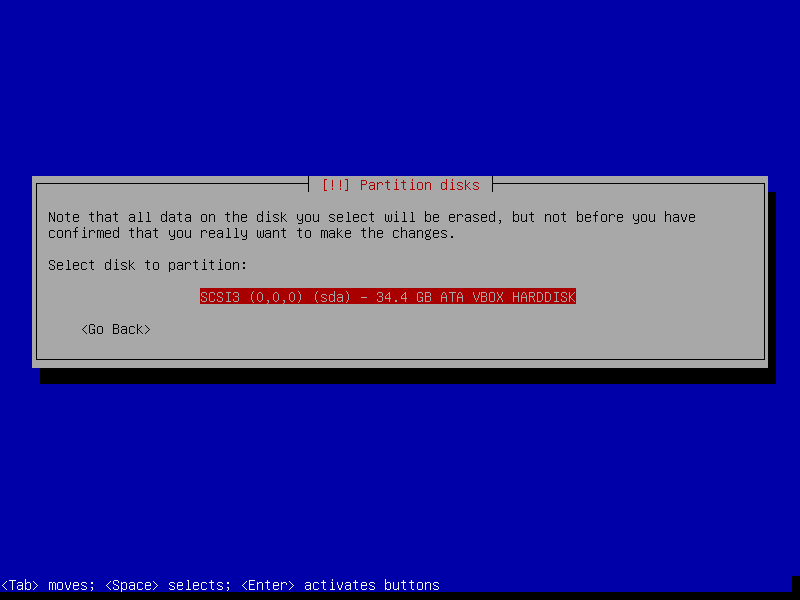 [!!] Partition disks
Note that all data on the disk you select will be erased, but not before you have
confirmed that you really want to make the changes.
Select disk to partition:
SCSI3 (0,0,0) (sda) - 34.4 GB ATA VBOX HARDDISK
<Go Back>
<Tab> moves; <Space> selects; <Enter> activates buttons